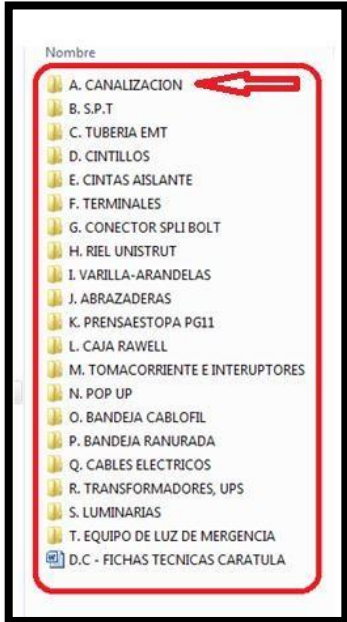 Nombre
A. CANALIZACION
B. S.P.T
C. TUBERIA EMT
D. CINTILLOS
E. CINTAS AISLANTE
F. TERMINALES
G. CONECTOR SPLI BOLT
H. RIEL UNISTRUT
I. VARILLA-ARANDELAS
J. ABRAZADERAS
K. PRENSAESTOPA PG11
L. CAJA RAWELL
M. TOMACORRIENTE E INTERUPTORES
N. POP UP
O. BANDEJA CABLOFIL
P. BANDEJA RANURADA
Q. CABLES ELECTRICOS
R. TRANSFORMADORES, UPS
S. LUMINARIAS
T. EQUIPO DE LUZ DE MERGENCIA
D.C - FICHAS TECNICAS CARATULA